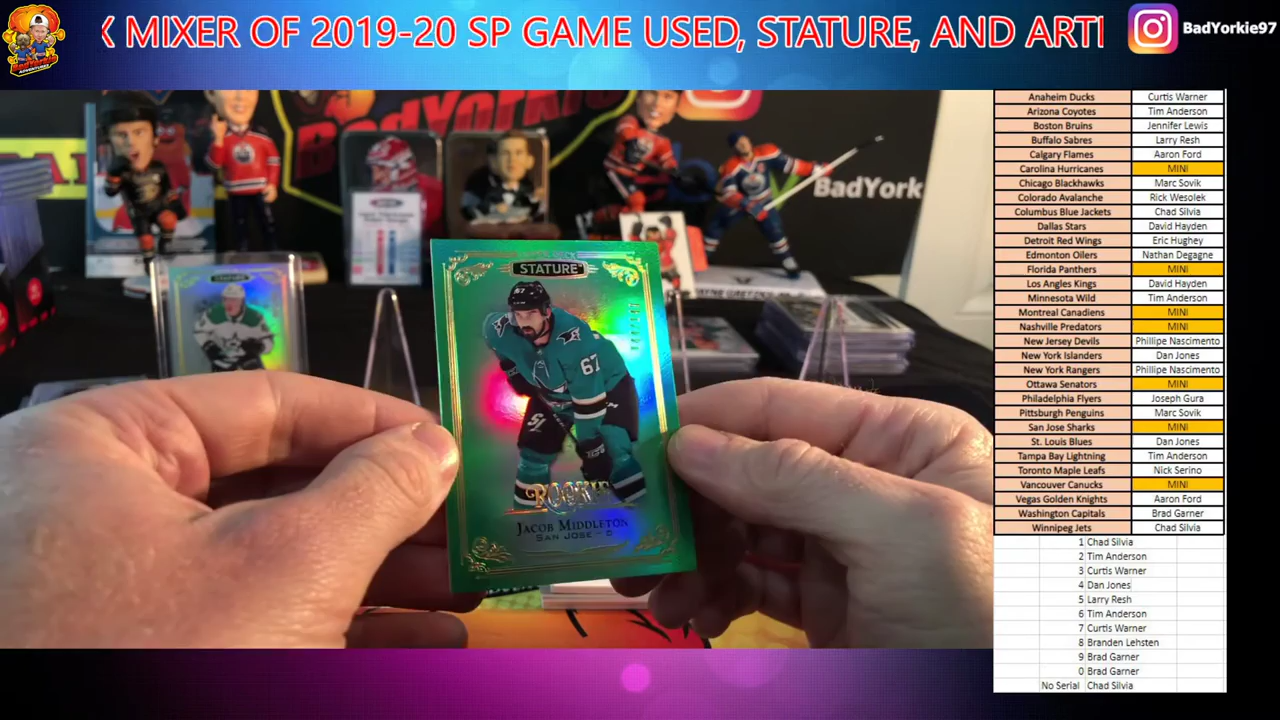 X MIXER OF 2019-20 SP GAME USED, STATURE, AND ARTI
BadYorkie97
BadYork
STATURE
67
67
ROOKIE
JACOB MIDDLETON
SAN JOSE - D
Anaheim Ducks Curtis Warner
Arizona Coyotes Tim Anderson
Boston Bruins Jennifer Lewis
Buffalo Sabres Larry Resh
Calgary Flames Aaron Ford
Carolina Hurricanes MINI
Chicago Blackhawks Marc Sovik
Colorado Avalanche Rick Wesolek
Columbus Blue Jackets Chad Silvia
Dallas Stars David Hayden
Detroit Red Wings Eric Hughey
Edmonton Oilers Nathan Degagne
Florida Panthers MINI
Los Angles Kings David Hayden
Minnesota Wild Tim Anderson
Montreal Canadiens MINI
Nashville Predators MINI
New Jersey Devils Phillipe Nascimento
New York Islanders Dan Jones
New York Rangers Phillipe Nascimento
Ottawa Senators MINI
Philadelphia Flyers Joseph Gura
Pittsburgh Penguins Marc Sovik
San Jose Sharks MINI
St. Louis Blues Dan Jones
Tampa Bay Lightning Tim Anderson
Toronto Maple Leafs Nick Serino
Vancouver Canucks MINI
Vegas Golden Knights Aaron Ford
Washington Capitals Brad Garner
Winnipeg Jets Chad Silvia
1 Chad Silvia
2 Tim Anderson
3 Curtis Warner
4 Dan Jones
5 Larry Resh
6 Tim Anderson
7 Curtis Warner
8 Branden Lehsten
9 Brad Garner
0 Brad Garner
No Serial Chad Silvia